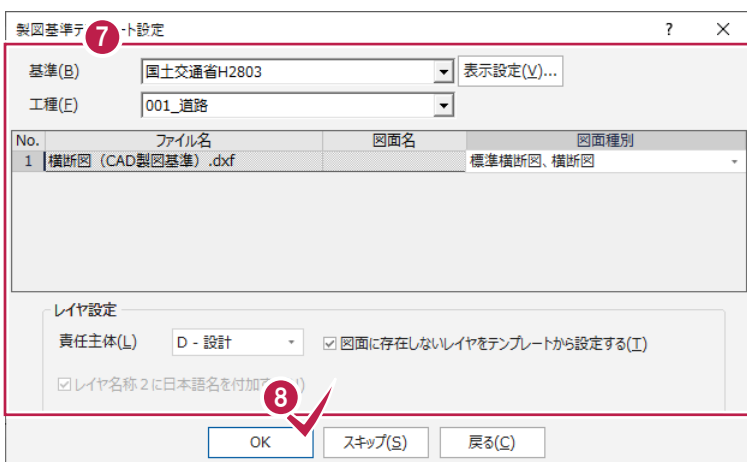 製図基準テ ート設定 ? ×
7
基準(B) 国土交通省H2803 表示設定(V)...
工種(F) 001_道路
No. ファイル名 図面名 図面種別
1 横断図（CAD製図基準）.dxf 標準横断図、横断図
レイヤ設定
責任主体(L) D - 設計 図面に存在しないレイヤをテンプレートから設定する(T)
レイヤ名称２に日本語名を付加
8
OK スキップ(S) 戻る(C)